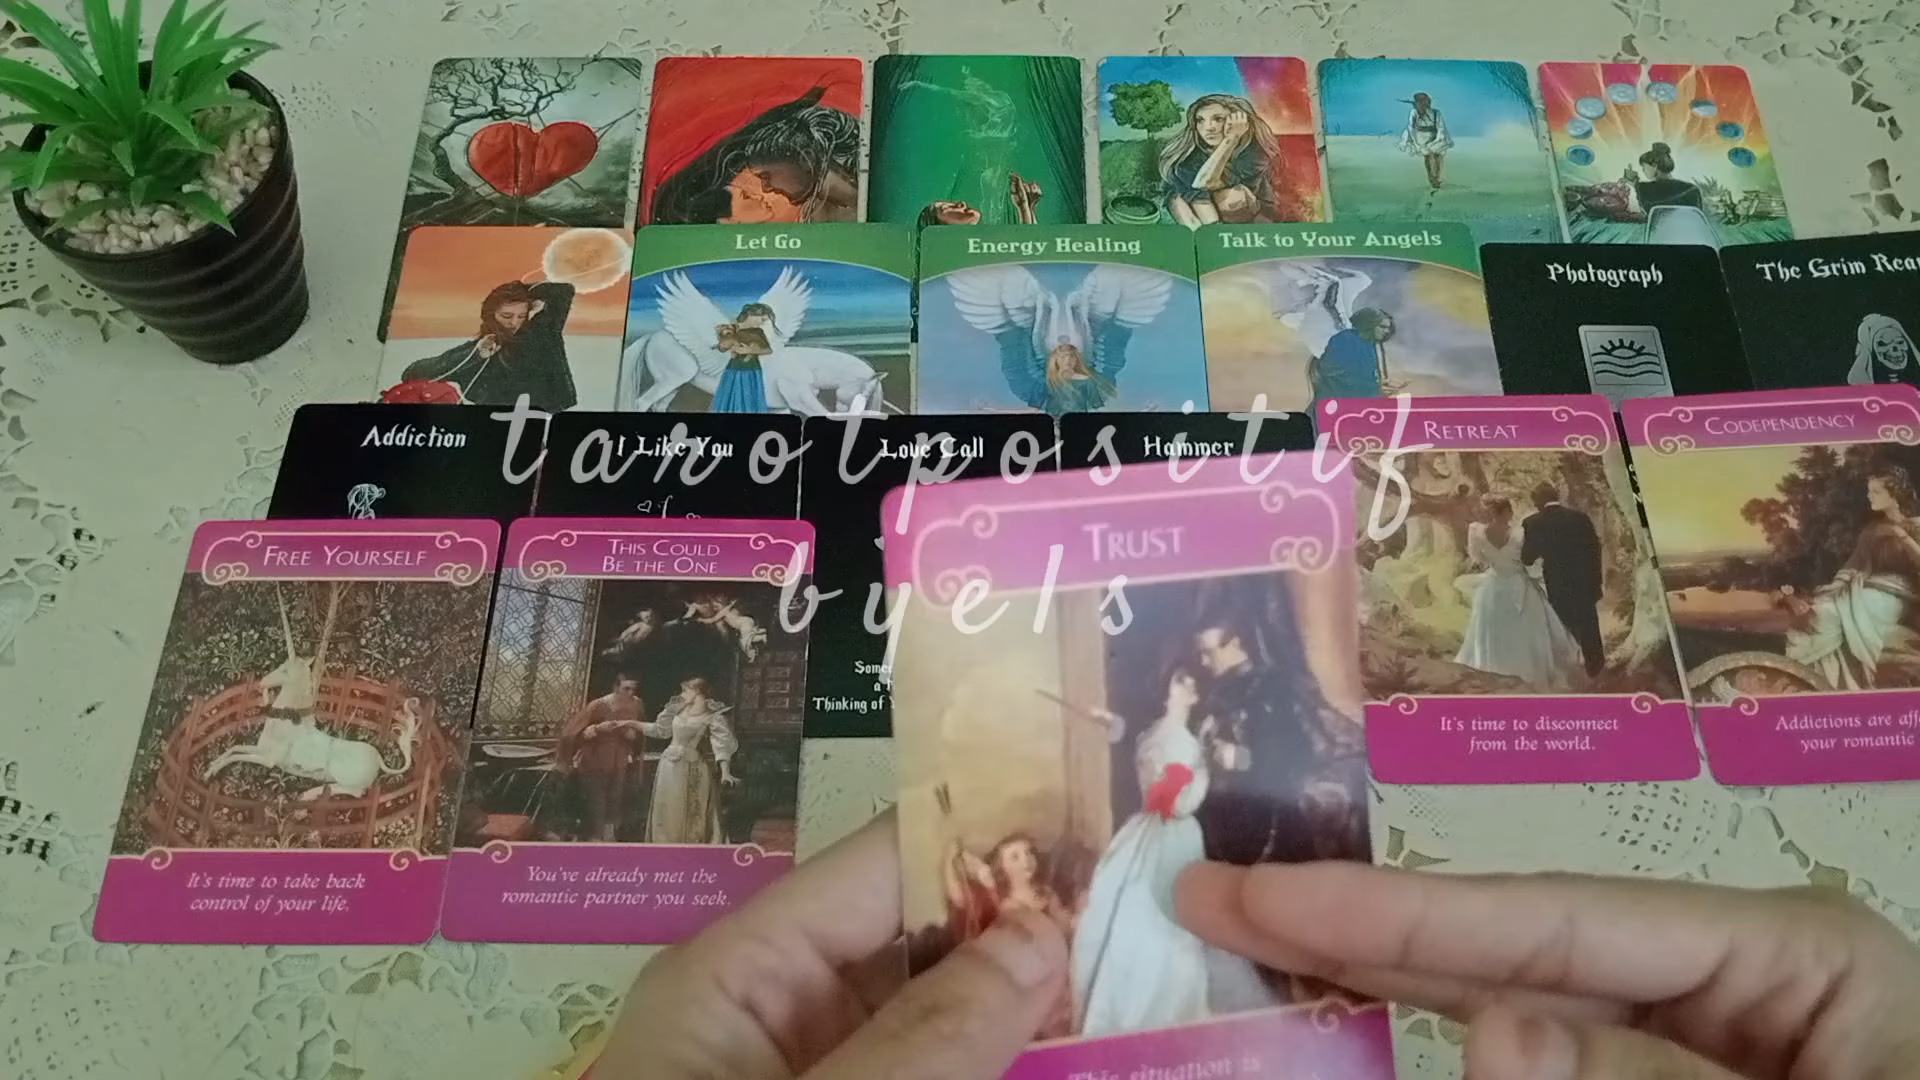 Let Go
Energy Healing
Talk to Your Angels
Photograph
The Grim
Addiction
I Like You
Love Call
Hammer
RETREAT
CODEPENDENCY
tarotpositif
byels
FREE YOURSELF
THIS COULD
BE THE ONE
TRUST
Thinking of
It's time to disconnect
from the world.
Addictions are
your romantic
It's time to take back
control of your life.
You've already met the
romantic partner you seek.
This situation is